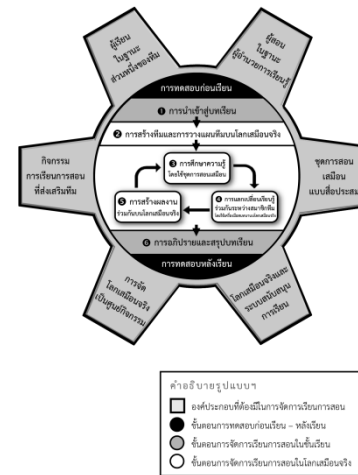 ผู้เรียน
ในฐานะ
ส่วนหนึ่งของทีม
ผู้สอน
ในฐานะ
ผู้อำนวยการเรียนรู้
การทดสอบก่อนเรียน
❶ การนำเข้าสู่บทเรียน
❷ การสร้างทีมและการวางแผนทีมบนโลกเสมือนจริง
กิจกรรม
การเรียนการสอน
ที่ส่งเสริมทีม
❸ การศึกษาความรู้
โดยใช้ชุดการสอนเสมือน
ชุดการสอน
เสมือน
แบบสื่อประสม
❺ การสร้างผลงาน
ร่วมกันบนโลกเสมือนจริง
❹ การแลกเปลี่ยนเรียนรู้
ร่วมกันระหว่างสมาชิกทีม
❻ การอภิปรายและสรุปบทเรียน
การทดสอบหลังเรียน
การจัด
โลกเสมือนจริง
เป็นศูนย์กิจกรรม
โลกเสมือนจริงและ
ระบบสนับสนุน
การเรียน
คำอธิบายรูปแบบฯ
องค์ประกอบที่ต้องมีในการจัดการเรียนการสอน
ขั้นตอนการทดสอบก่อนเรียน – หลังเรียน
ขั้นตอนการจัดการเรียนการสอนในชั้นเรียน
ขั้นตอนการจัดการเรียนการสอนในโลกเสมือนจริง